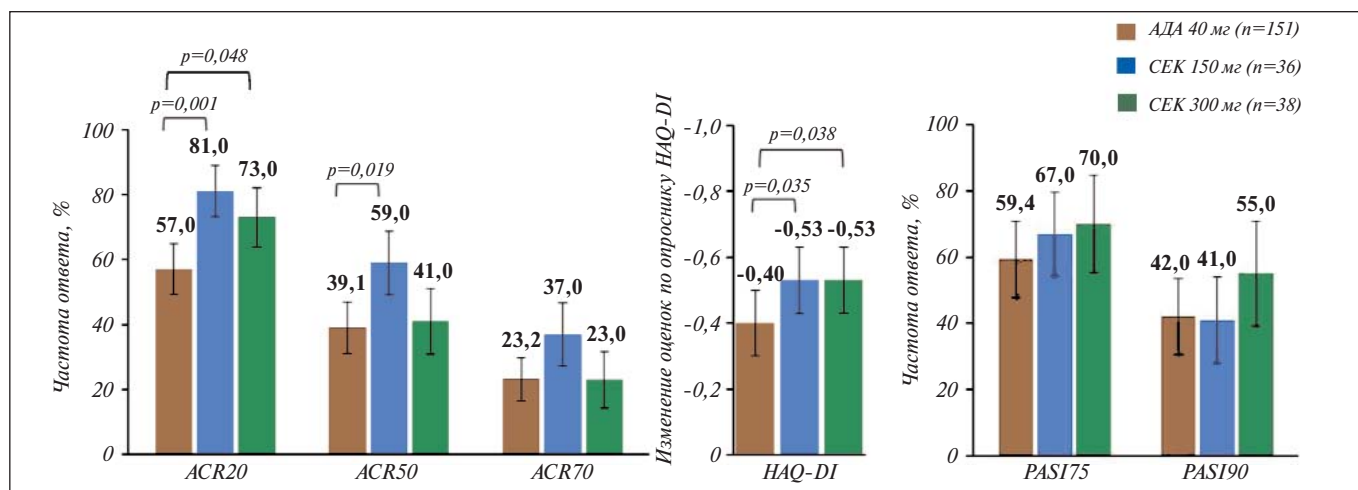 АДА 40 мг (n=151)
СЕК 150 мг (n=36)
СЕК 300 мг (n=38)
Частота ответа, %
100
80
60
40
20
0
p=0,048
p=0,001
57,0
81,0
73,0
ACR20
p=0,019
39,1
59,0
41,0
ACR50
23,2
37,0
23,0
ACR70
Изменение оценок по опроснику HAQ-DI
-1,0
-0,8
-0,6
-0,4
-0,2
0
p=0,038
p=0,035
-0,40
-0,53
-0,53
HAQ-DI
Частота ответа, %
100
80
60
40
20
0
59,4
67,0
70,0
PASI75
42,0
41,0
55,0
PASI90